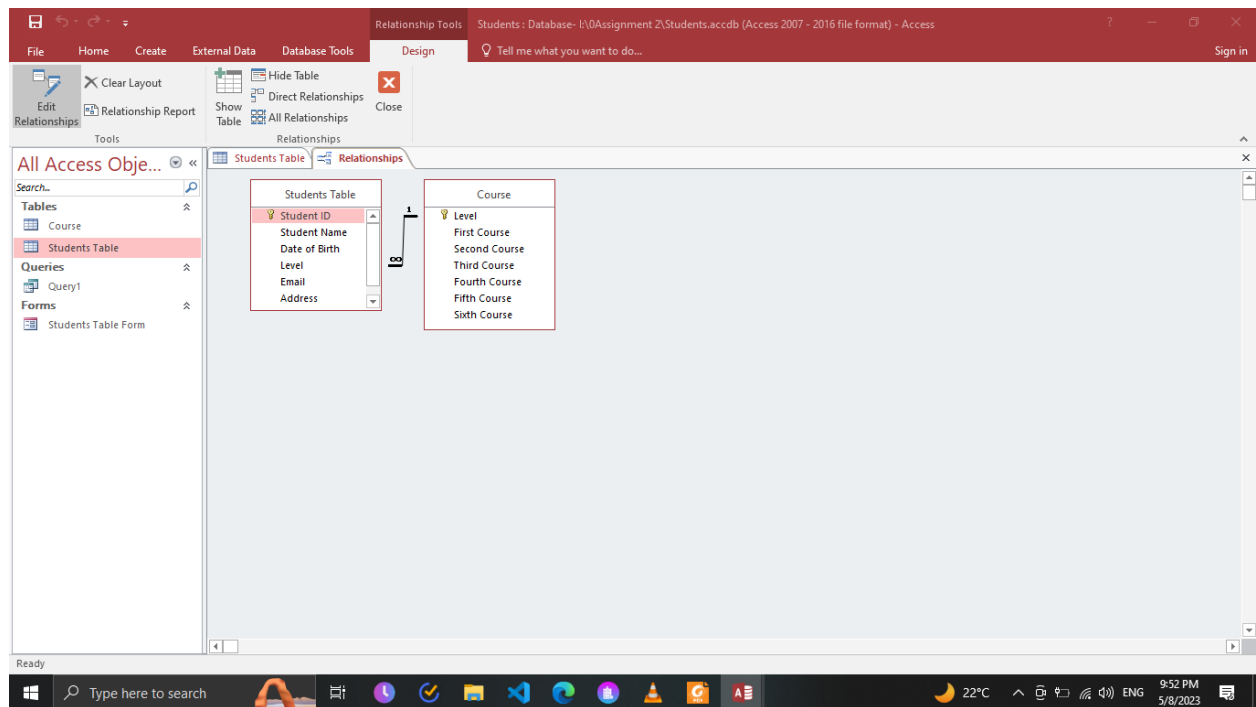 Relationship Tools Students : Database- I:\0Assignment 2\Students.accdb (Access 2007 - 2016 file format) - Access ?
File Home Create External Data Database Tools Design Tell me what you want to do... Sign in
Edit Relationships
Clear Layout
Relationship Report
Tools
Show Table
Hide Table
Direct Relationships
All Relationships
Close
Relationships
All Access Obje... «
Search...
Tables
Course
Students Table
Queries
Query1
Forms
Students Table Form
Students Table Relationships
Students Table
Student ID
Student Name
Date of Birth
Level
Email
Address
1
∞
Course
Level
First Course
Second Course
Third Course
Fourth Course
Fifth Course
Sixth Course
Ready
Type here to search
22°C ENG 9:52 PM
5/8/2023